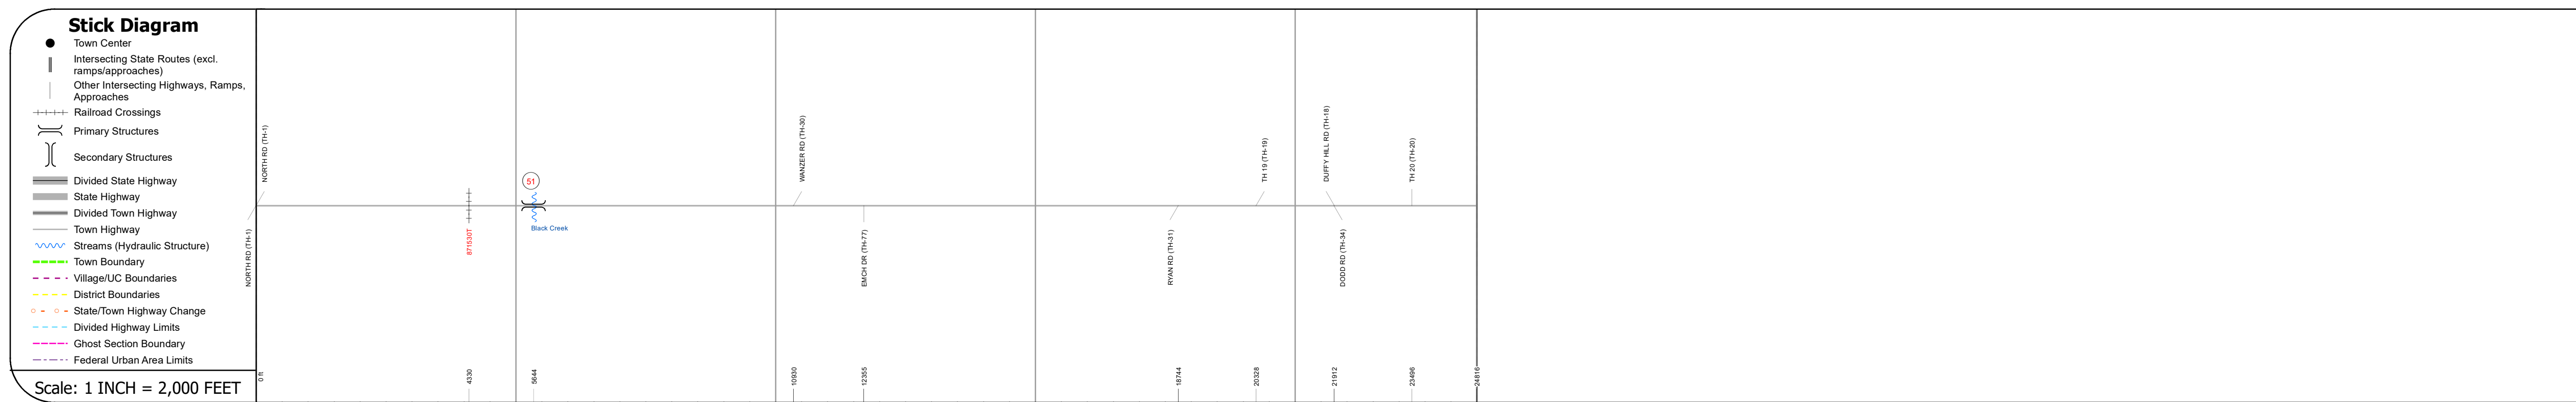 Stick Diagram
Town Center
Intersecting State Routes (excl.
ramps/approaches)
Other Intersecting Highways, Ramps,
Approaches
Railroad Crossings
Primary Structures
Secondary Structures
Divided State Highway
State Highway
Divided Town Highway
Town Highway
Streams (Hydraulic Structure)
Town Boundary
Village/UC Boundaries
District Boundaries
State/Town Highway Change
Divided Highway Limits
Ghost Section Boundary
Federal Urban Area Limits
Scale: 1 INCH = 2,000 FEET
NORTH RD (TH-1)
NORTH RD (TH-1)
871530T
51
Black Creek
WANZER RD (TH-30)
EMCH DR (TH-77)
RYAN RD (TH-31)
TH 19 (TH-19)
DUFFY HILL RD (TH-18)
DODD RD (TH-34)
TH 20 (TH-20)
0 ft
4330
5644
10930
12355
18744
20328
21912
23496
24816